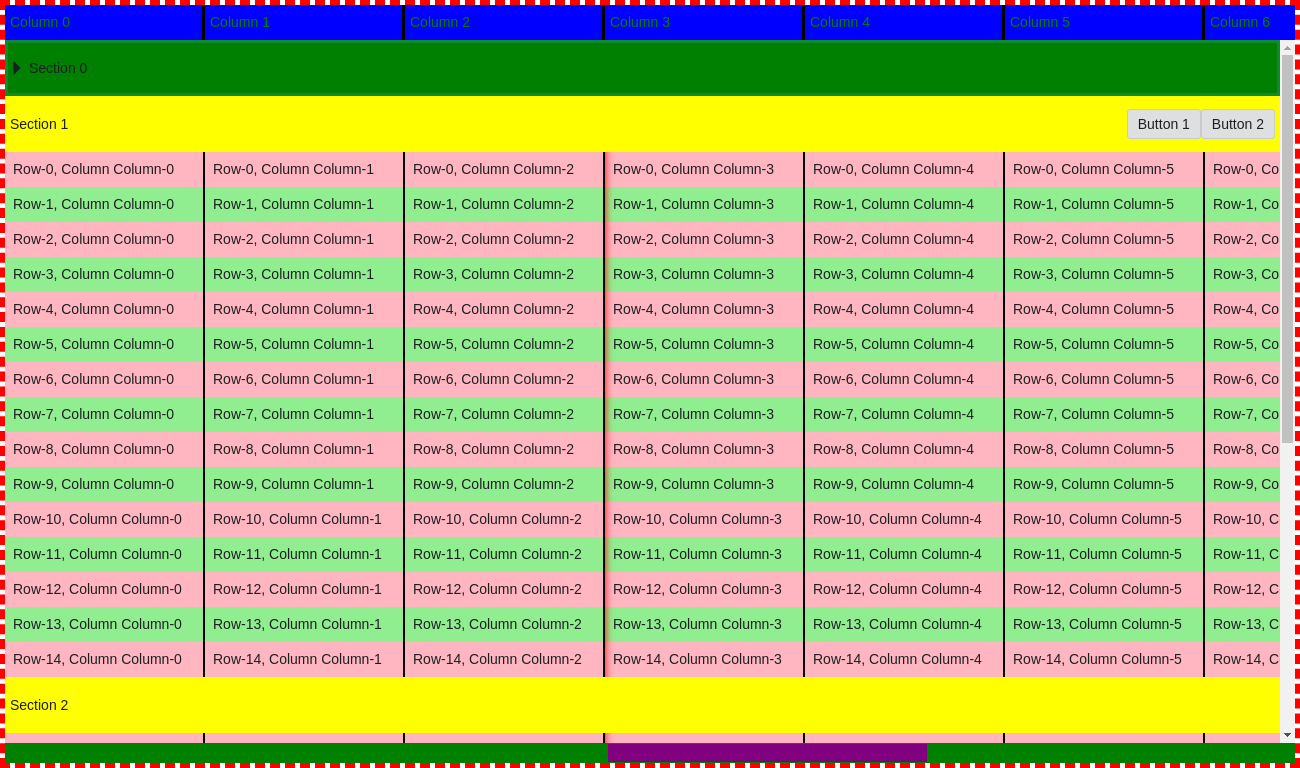 Column 0 Column 1 Column 2 Column 3 Column 4 Column 5 Column 6
Section 0
Section 1 Button 1 Button 2
Row-0, Column Column-0 Row-0, Column Column-1 Row-0, Column Column-2 Row-0, Column Column-3 Row-0, Column Column-4 Row-0, Column Column-5 Row-0, Co
Row-1, Column Column-0 Row-1, Column Column-1 Row-1, Column Column-2 Row-1, Column Column-3 Row-1, Column Column-4 Row-1, Column Column-5 Row-1, Co
Row-2, Column Column-0 Row-2, Column Column-1 Row-2, Column Column-2 Row-2, Column Column-3 Row-2, Column Column-4 Row-2, Column Column-5 Row-2, Co
Row-3, Column Column-0 Row-3, Column Column-1 Row-3, Column Column-2 Row-3, Column Column-3 Row-3, Column Column-4 Row-3, Column Column-5 Row-3, Co
Row-4, Column Column-0 Row-4, Column Column-1 Row-4, Column Column-2 Row-4, Column Column-3 Row-4, Column Column-4 Row-4, Column Column-5 Row-4, Co
Row-5, Column Column-0 Row-5, Column Column-1 Row-5, Column Column-2 Row-5, Column Column-3 Row-5, Column Column-4 Row-5, Column Column-5 Row-5, Co
Row-6, Column Column-0 Row-6, Column Column-1 Row-6, Column Column-2 Row-6, Column Column-3 Row-6, Column Column-4 Row-6, Column Column-5 Row-6, Co
Row-7, Column Column-0 Row-7, Column Column-1 Row-7, Column Column-2 Row-7, Column Column-3 Row-7, Column Column-4 Row-7, Column Column-5 Row-7, Co
Row-8, Column Column-0 Row-8, Column Column-1 Row-8, Column Column-2 Row-8, Column Column-3 Row-8, Column Column-4 Row-8, Column Column-5 Row-8, Co
Row-9, Column Column-0 Row-9, Column Column-1 Row-9, Column Column-2 Row-9, Column Column-3 Row-9, Column Column-4 Row-9, Column Column-5 Row-9, Co
Row-10, Column Column-0 Row-10, Column Column-1 Row-10, Column Column-2 Row-10, Column Column-3 Row-10, Column Column-4 Row-10, Column Column-5 Row-10, C
Row-11, Column Column-0 Row-11, Column Column-1 Row-11, Column Column-2 Row-11, Column Column-3 Row-11, Column Column-4 Row-11, Column Column-5 Row-11, C
Row-12, Column Column-0 Row-12, Column Column-1 Row-12, Column Column-2 Row-12, Column Column-3 Row-12, Column Column-4 Row-12, Column Column-5 Row-12, C
Row-13, Column Column-0 Row-13, Column Column-1 Row-13, Column Column-2 Row-13, Column Column-3 Row-13, Column Column-4 Row-13, Column Column-5 Row-13, C
Row-14, Column Column-0 Row-14, Column Column-1 Row-14, Column Column-2 Row-14, Column Column-3 Row-14, Column Column-4 Row-14, Column Column-5 Row-14, C
Section 2